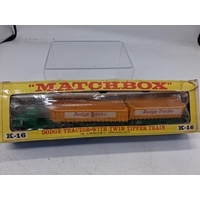 "MATCHBOX"
DODGE TRACTOR WITH TWIN TIPPER TRAIN
Dodge Trucks Dodge Trucks
K-16 K-16